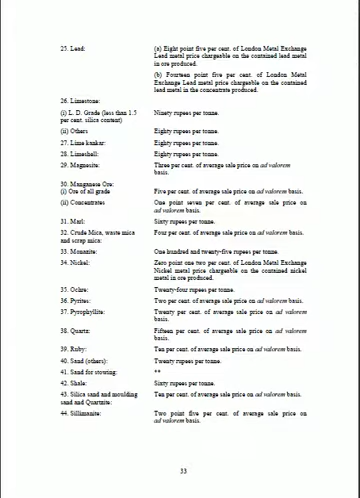 23. Lead: (a) Eight point five per cent. of London Metal Exchange
Lead metal price chargeable on the contained lead metal
in ore produced.
(b) Fourteen point five per cent. of London Metal
Exchange Lead metal price chargeable on the contained
lead metal in the concentrate produced.
26. Limestone:
(i) L. D. Grade (less than 1.5 Ninety rupees per tonne.
per cent. silica content)
(ii) Others Eighty rupees per tonne.
27. Lime kankar: Eighty rupees per tonne.
28. Limeshell: Eighty rupees per tonne.
29. Magnesite: Three per cent. of average sale price on ad valorem
basis.
30. Manganese Ore:
(i) Ore of all grade Five per cent. of average sale price on ad valorem basis.
(ii) Concentrates One point seven per cent. of average sale price on
ad valorem basis.
31. Marl: Sixty rupees per tonne.
32. Crude Mica, waste mica Four per cent. of average sale price on ad valorem basis.
and scrap mica:
33. Monazite: One hundred and twenty-five rupees per tonne.
34. Nickel: Zero point one two per cent. of London Metal Exchange
Nickel metal price chargeable on the contained nickel
metal in ore produced.
35. Ochre: Twenty-four rupees per tonne.
36. Pyrites: Two per cent. of average sale price on ad valorem basis.
37. Pyrophyllite: Twenty per cent. of average sale price on ad valorem
basis.
38. Quartz: Fifteen per cent. of average sale price on ad valorem
basis.
39. Ruby: Ten per cent. of average sale price on ad valorem basis.
40. Sand (others): Twenty rupees per tonne.
41. Sand for stowing: **
42. Shale: Sixty rupees per tonne.
43. Silica sand and moulding Ten per cent. of average sale price on ad valorem basis.
sand and Quartzite:
44. Sillimanite: Two point five per cent. of average sale price on
ad valorem basis.
33